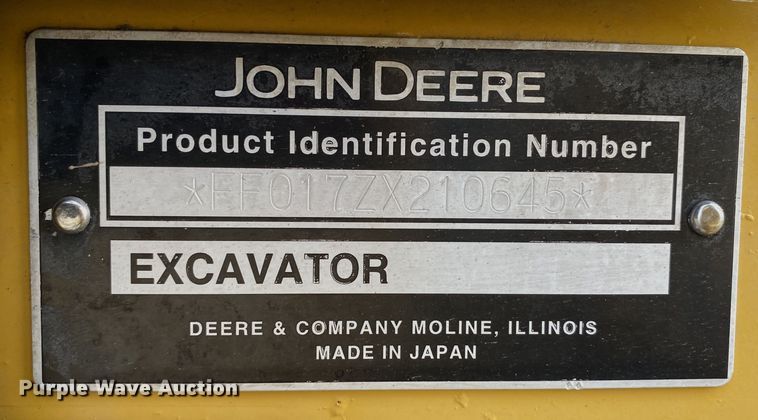 JOHN DEERE
Product Identification Number
*FF017ZX210645*
EXCAVATOR
DEERE & COMPANY MOLINE, ILLINOIS
MADE IN JAPAN
Purple Wave Auction